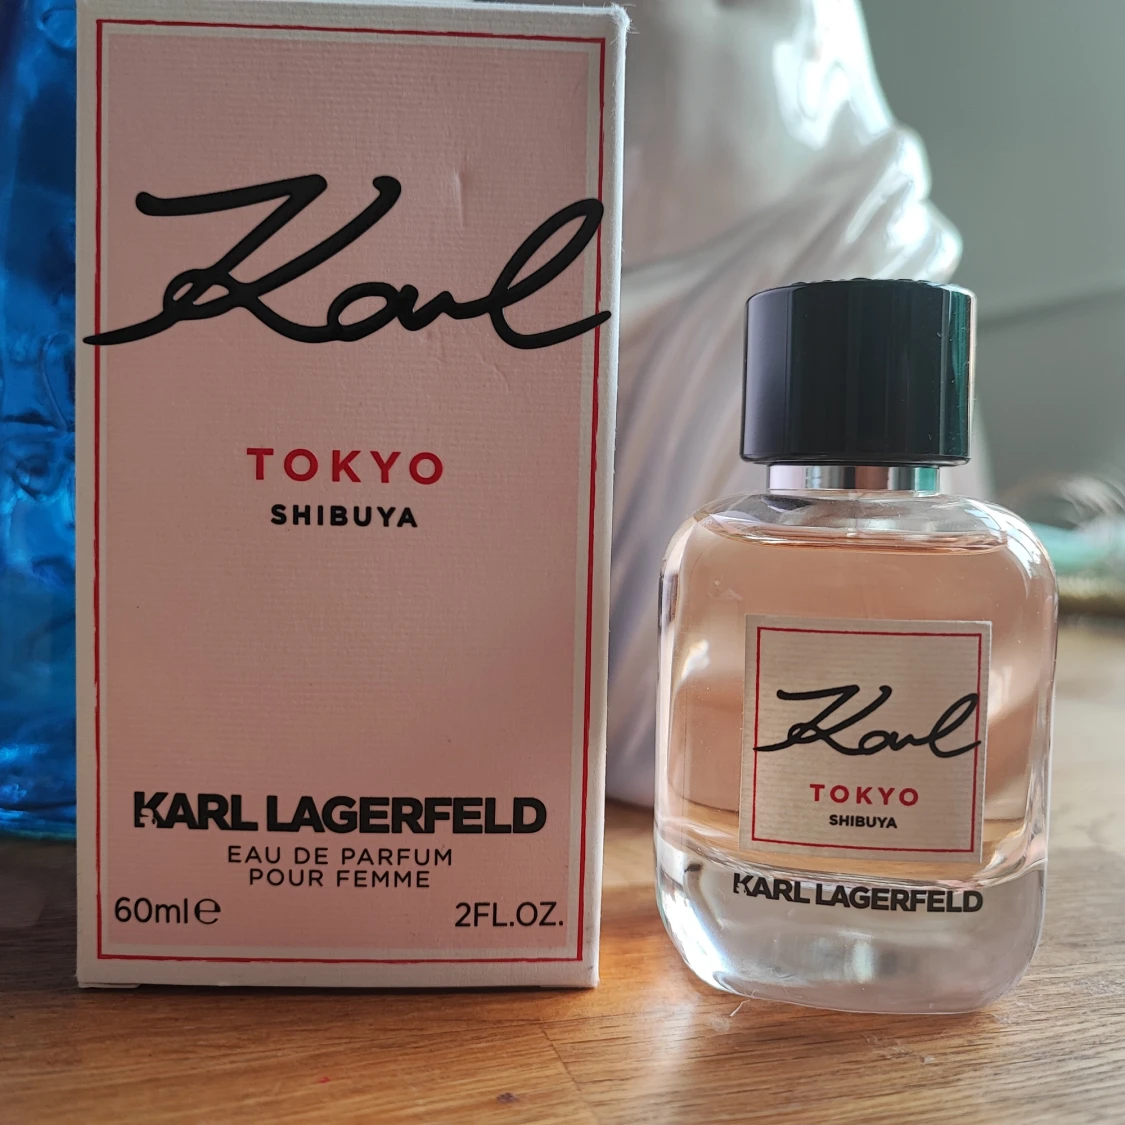 Karl
TOKYO
SHIBUYA
KARL LAGERFELD
EAU DE PARFUM
POUR FEMME
60ml℮ 2FL.OZ.
Karl
TOKYO
SHIBUYA
KARL LAGERFELD